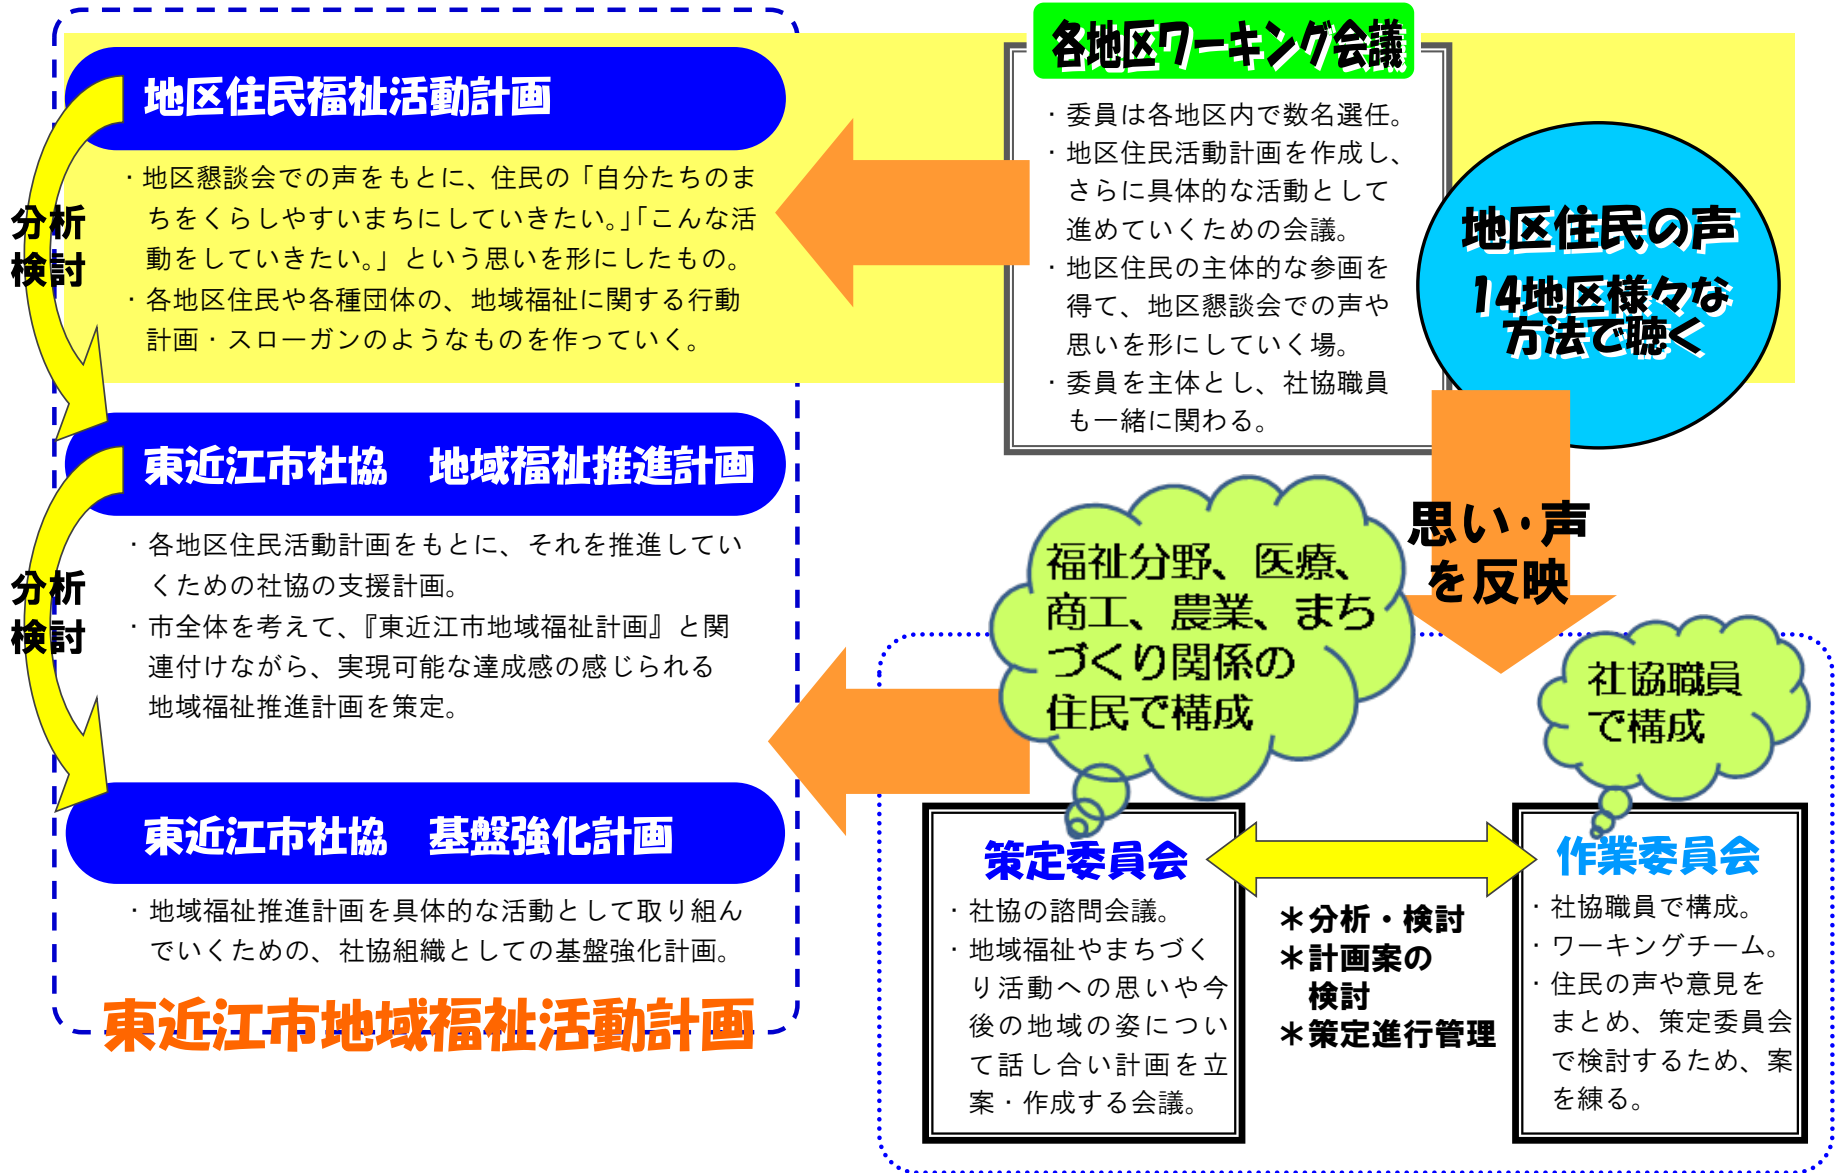 地区住民福祉活動計画
・地区懇談会での声をもとに、住民の「自分たちのま
ちをくらしやすいまちにしていきたい。」「こんな活
動をしていきたい。」という思いを形にしたもの。
・各地区住民や各種団体の、地域福祉に関する行動
計画・スローガンのようなものを作っていく。
分析
検討
東近江市社協　地域福祉推進計画
・各地区住民活動計画をもとに、それを推進してい
くための社協の支援計画。
・市全体を考えて、『東近江市地域福祉計画』と関
連付けながら、実現可能な達成感の感じられる
地域福祉推進計画を策定。
分析
検討
東近江市社協　基盤強化計画
・地域福祉推進計画を具体的な活動として取り組ん
でいくための、社協組織としての基盤強化計画。
東近江市地域福祉活動計画
各地区ワーキング会議
・委員は各地区内で数名選任。
・地区住民活動計画を作成し、
さらに具体的な活動として
進めていくための会議。
・地区住民の主体的な参画を
得て、地区懇談会での声や
思いを形にしていく場。
・委員を主体とし、社協職員
も一緒に関わる。
地区住民の声
14地区様々な
方法で聴く
思い・声
を反映
福祉分野、医療、
商工、農業、まち
づくり関係の
住民で構成
社協職員
で構成
策定委員会
・社協の諮問会議。
・地域福祉やまちづく
り活動への思いや今
後の地域の姿につい
て話し合い計画を立
案・作成する会議。
＊分析・検討
＊計画案の
検討
＊策定進行管理
作業委員会
・社協職員で構成。
・ワーキングチーム。
・住民の声や意見を
まとめ、策定委員会
で検討するため、案
を練る。